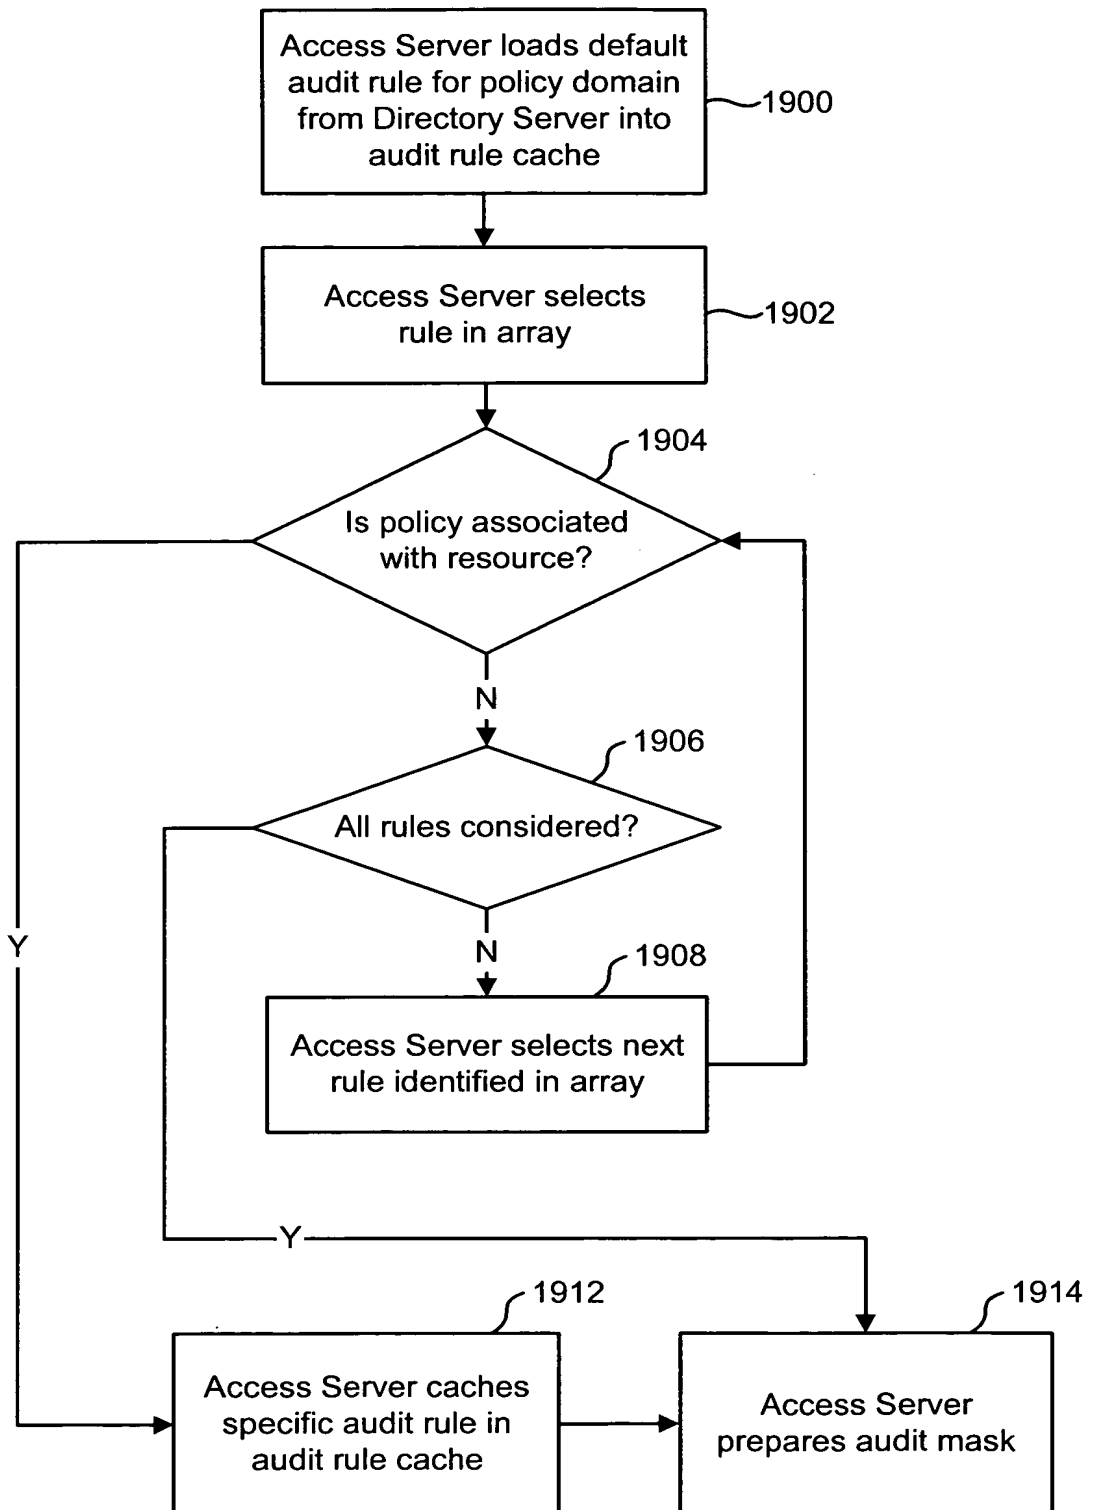 Access Server loads default
audit rule for policy domain
from Directory Server into
audit rule cache
1900
Access Server selects
rule in array
1902
1904
Is policy associated
with resource?
N
1906
All rules considered?
Y
N
1908
Access Server selects next
rule identified in array
Y
1912
1914
Access Server caches
specific audit rule in
audit rule cache
Access Server
prepares audit mask